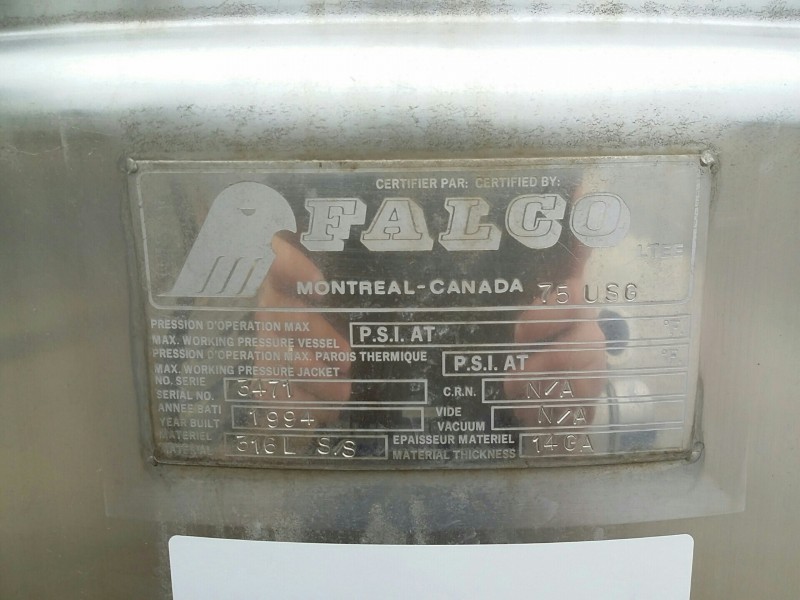 CERTIFIER PAR: CERTIFIED BY:
FALCO
LTEE
MONTREAL-CANADA 75 USG
PRESSION D'OPERATION MAX
MAX. WORKING PRESSURE VESSEL P.S.I. AT °F
PRESSION D'OPERATION MAX. PAROIS THERMIQUE
MAX. WORKING PRESSURE JACKET P.S.I. AT °F
NO. SERIE
SERIAL NO. 3471 C.R.N. N/A
ANNEE BATI
YEAR BUILT 1994 VIDE
VACUUM N/A
MATERIEL
MATERIAL 316L S/S EPAISSEUR MATERIEL
MATERIAL THICKNESS 14GA